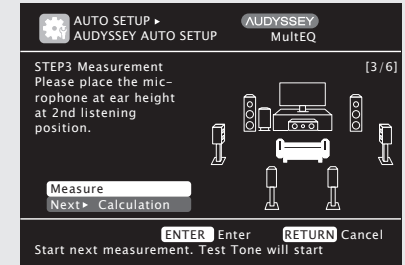 AUTO SETUP ▸
AUDYSSEY AUTO SETUP
AUDYSSEY
MultEQ
STEP3 Measurement
[3/6]
Please place the mic-
rophone at ear height
at 2nd listening
position.
Measure
Next▸ Calculation
ENTER Enter RETURN Cancel
Start next measurement. Test Tone will start